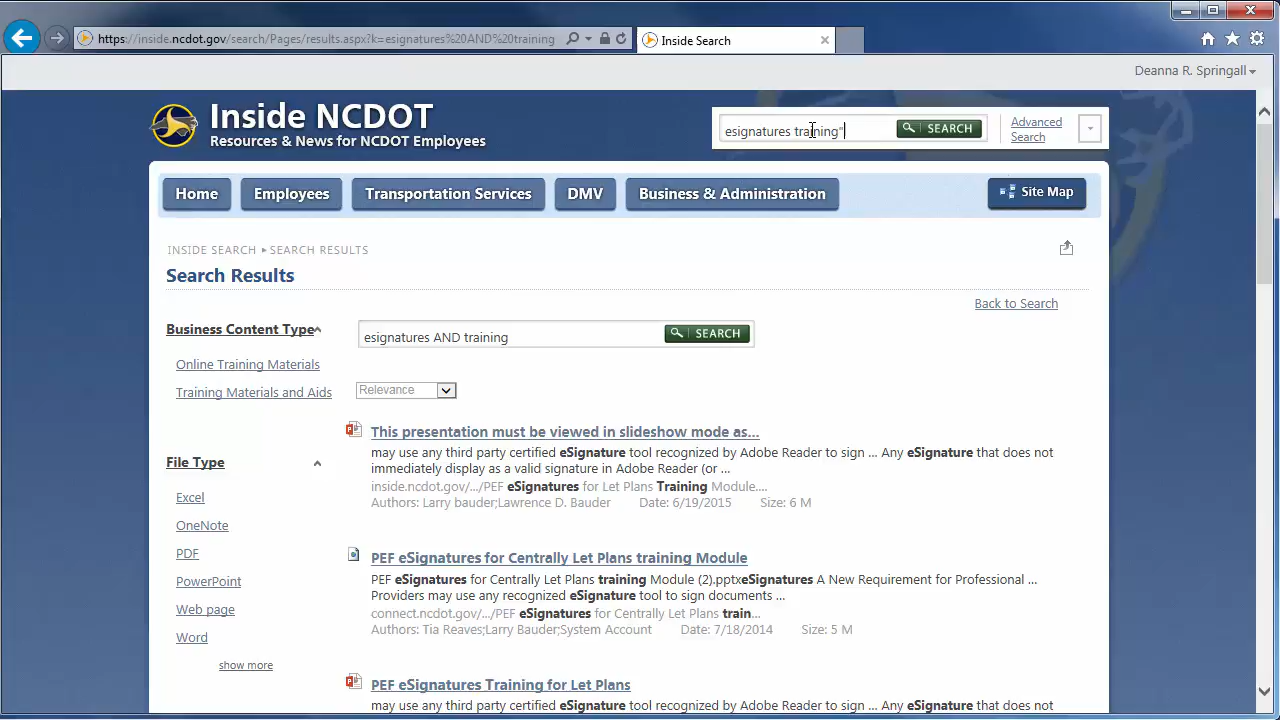 https://inside.ncdot.gov/search/Pages/results.aspx?k=esignatures%20AND%20training
Inside Search
Deanna R. Springall
Inside NCDOT
Resources & News for NCDOT Employees
esignatures training"
SEARCH
Advanced
Search
Home
Employees
Transportation Services
DMV
Business & Administration
Site Map
INSIDE SEARCH ▸ SEARCH RESULTS
Search Results
Back to Search
Business Content Type
Online Training Materials
Training Materials and Aids
File Type
Excel
OneNote
PDF
PowerPoint
Web page
Word
show more
esignatures AND training
SEARCH
Relevance
This presentation must be viewed in slideshow mode as...
may use any third party certified eSignature tool recognized by Adobe Reader to sign ... Any eSignature that does not
immediately display as a valid signature in Adobe Reader (or ...
inside.ncdot.gov/.../PEF eSignatures for Let Plans Training Module....
Authors: Larry bauder;Lawrence D. Bauder Date: 6/19/2015 Size: 6 M
PEF eSignatures for Centrally Let Plans training Module
PEF eSignatures for Centrally Let Plans training Module (2).pptxeSignatures A New Requirement for Professional ...
Providers may use any recognized eSignature tool to sign documents ...
connect.ncdot.gov/.../PEF eSignatures for Centrally Let Plans train...
Authors: Tia Reaves;Larry Bauder;System Account Date: 7/18/2014 Size: 5 M
PEF eSignatures Training for Let Plans
may use any third party certified eSignature tool recognized by Adobe Reader to sign ... Any eSignature that does not